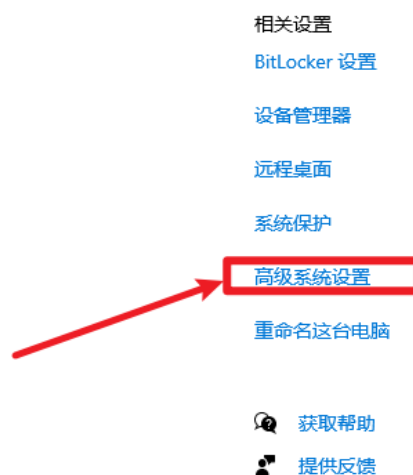 相关设置
BitLocker 设置
设备管理器
远程桌面
系统保护
高级系统设置
重命名这台电脑
获取帮助
提供反馈